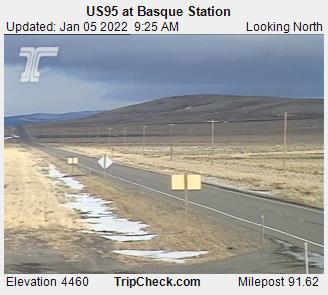 US95 at Basque Station
Updated: Jan 05 2022 9:25 AM Looking North
Elevation 4460 TripCheck.com Milepost 91.62